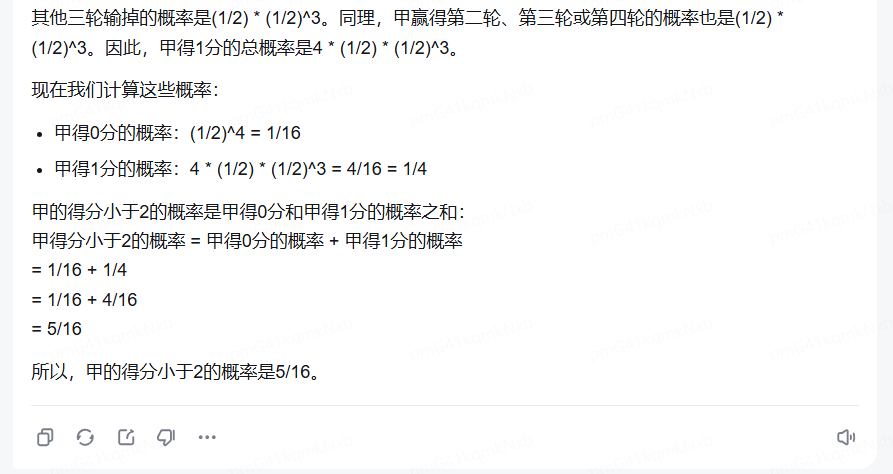 其他三轮输掉的概率是(1/2) * (1/2)^3。同理，甲赢得第二轮、第三轮或第四轮的概率也是(1/2) *
(1/2)^3。因此，甲得1分的总概率是4 * (1/2) * (1/2)^3。
现在我们计算这些概率：
• 甲得0分的概率：(1/2)^4 = 1/16
• 甲得1分的概率：4 * (1/2) * (1/2)^3 = 4/16 = 1/4
甲的得分小于2的概率是甲得0分和甲得1分的概率之和：
甲得分小于2的概率 = 甲得0分的概率 + 甲得1分的概率
= 1/16 + 1/4
= 1/16 + 4/16
= 5/16
所以，甲的得分小于2的概率是5/16。